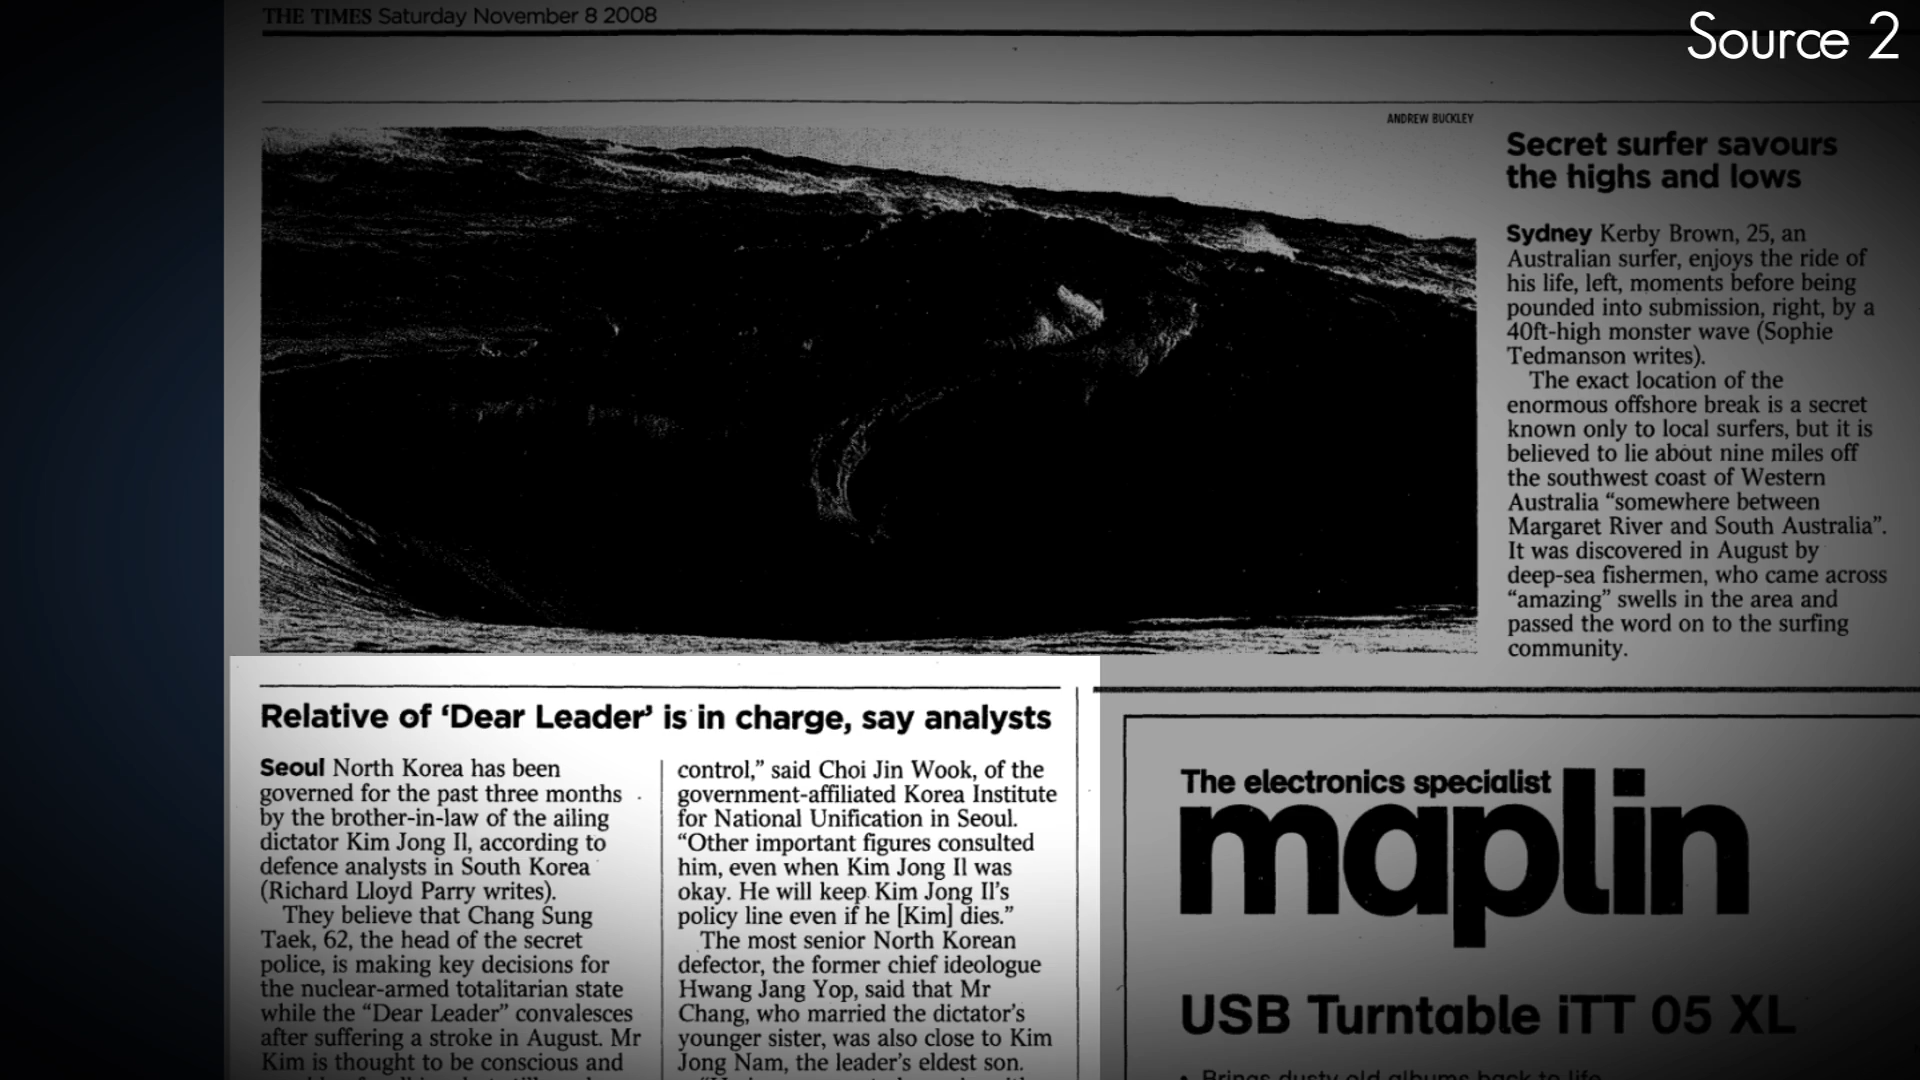 THE TIMES Saturday November 8 2008
Source 2
ANDREW BUCKLEY
Secret surfer savours
the highs and lows
Sydney Kerby Brown, 25, an
Australian surfer, enjoys the ride of
his life, left, moments before being
pounded into submission, right, by a
40ft-high monster wave (Sophie
Tedmanson writes).
The exact location of the
enormous offshore break is a secret
known only to local surfers, but it is
believed to lie about nine miles off
the southwest coast of Western
Australia “somewhere between
Margaret River and South Australia”.
It was discovered in August by
deep-sea fishermen, who came across
“amazing” swells in the area and
passed the word on to the surfing
community.
Relative of ‘Dear Leader’ is in charge, say analysts
Seoul North Korea has been
governed for the past three months
by the brother-in-law of the ailing
dictator Kim Jong Il, according to
defence analysts in South Korea
(Richard Lloyd Parry writes).
They believe that Chang Sung
Taek, 62, the head of the secret
police, is making key decisions for
the nuclear-armed totalitarian state
while the “Dear Leader” convalesces
after suffering a stroke in August. Mr
Kim is thought to be conscious and
control,” said Choi Jin Wook, of the
government-affiliated Korea Institute
for National Unification in Seoul.
“Other important figures consulted
him, even when Kim Jong Il was
okay. He will keep Kim Jong Il’s
policy line even if he [Kim] dies.”
The most senior North Korean
defector, the former chief ideologue
Hwang Jang Yop, said that Mr
Chang, who married the dictator’s
younger sister, was also close to Kim
Jong Nam, the leader’s eldest son.
The electronics specialist
maplin
USB Turntable iTT 05 XL
• Brings dusty old albums back to life